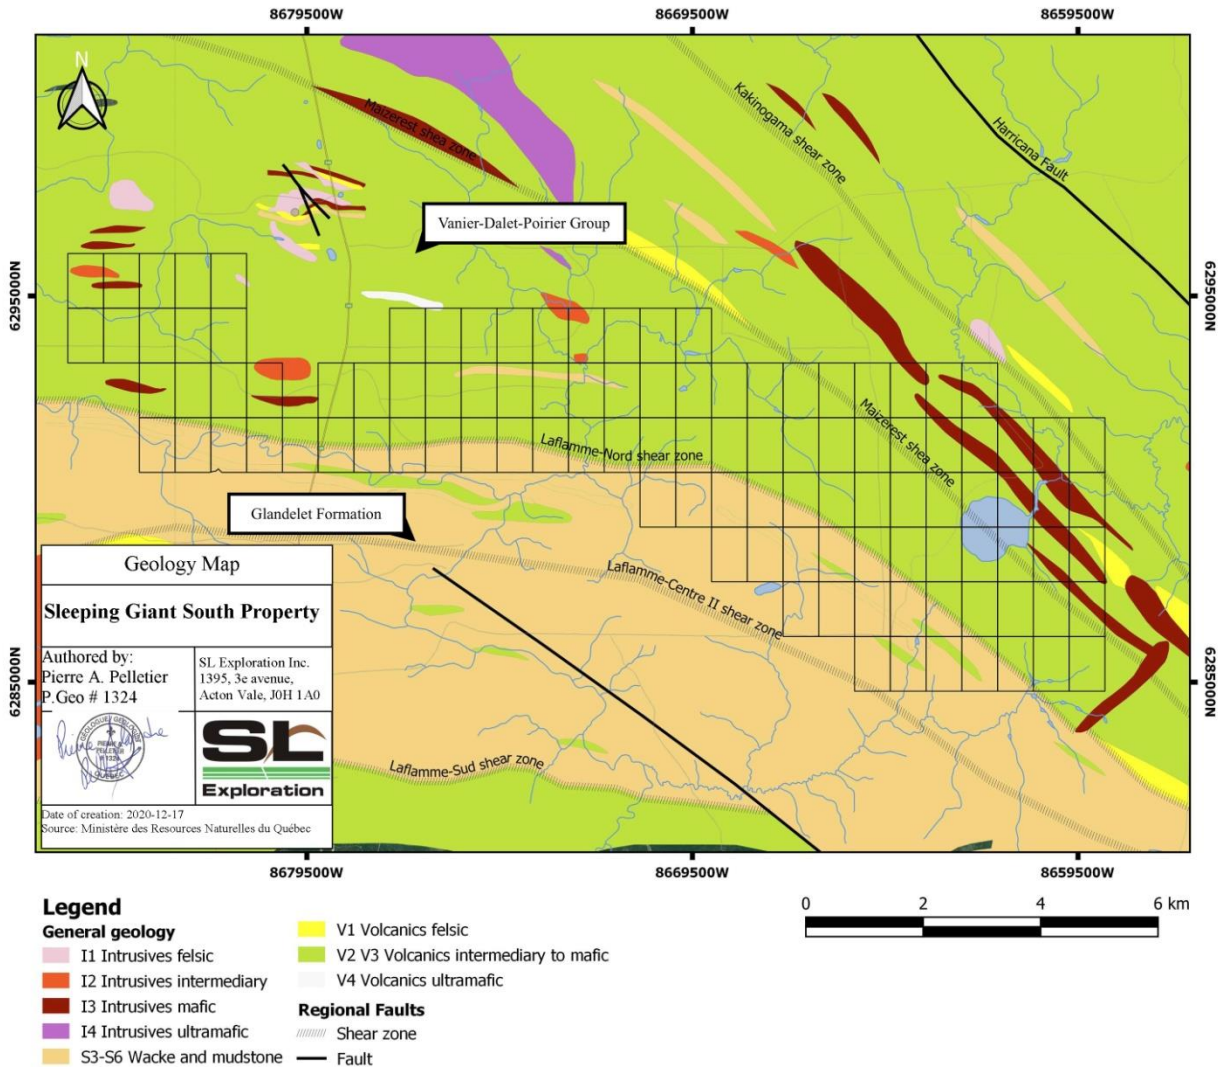 8679500W
8669500W
8659500W
N
Maizerest shea zone
Kakinogama shear zone
Harricana Fault
Vanier-Dalet-Poirier Group
6295000N
6295000N
Maizerest shea zone
Laflamme-Nord shear zone
Glandelet Formation
Laflamme-Centre II shear zone
Laflamme-Sud shear zone
6285000N
6285000N
Geology Map
Sleeping Giant South Property
Authored by:
Pierre A. Pelletier
P.Geo # 1324
SL Exploration Inc.
1395, 3e avenue,
Acton Vale, J0H 1A0
PIERRE A.
PELLETIER
# 1324
QUÉBEC
SL
Exploration
Date of creation: 2020-12-17
Source: Ministère des Resources Naturelles du Québec
8679500W
8669500W
8659500W
Legend
General geology
I1 Intrusives felsic
I2 Intrusives intermediary
I3 Intrusives mafic
I4 Intrusives ultramafic
S3-S6 Wacke and mudstone
V1 Volcanics felsic
V2 V3 Volcanics intermediary to mafic
V4 Volcanics ultramafic
Regional Faults
Shear zone
Fault
0 2 4 6 km